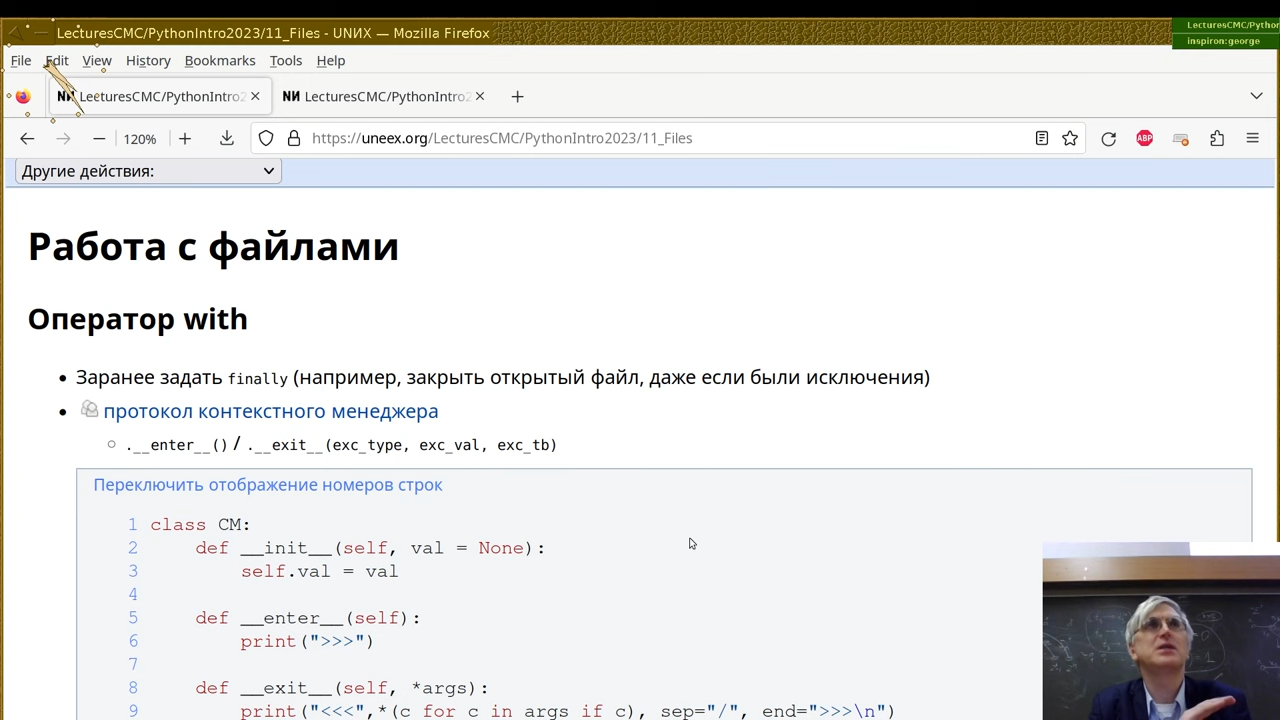 LecturesCMC/PythonIntro2023/11_Files - UNИX — Mozilla Firefox
LecturesCMC/Python
inspiron:george
File Edit View History Bookmarks Tools Help
NИ LecturesCMC/PythonIntro2
NИ LecturesCMC/PythonIntro2
120%
https://uneex.org/LecturesCMC/PythonIntro2023/11_Files
ABP
Другие действия:
Работа с файлами
Оператор with
Заранее задать finally (например, закрыть открытый файл, даже если были исключения)
протокол контекстного менеджера
.__enter__() / .__exit__(exc_type, exc_val, exc_tb)
Переключить отображение номеров строк
1 class CM:
2 def __init__(self, val = None):
3 self.val = val
4
5 def __enter__(self):
6 print(">>>")
7
8 def __exit__(self, *args):
9 print("<<<",*(c for c in args if c), sep="/", end=">>>\n")